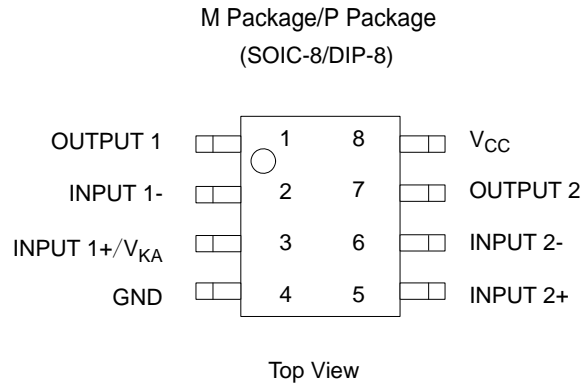 M Package/P Package
(SOIC-8/DIP-8)
OUTPUT 1 1 8 VCC
INPUT 1- 2 7 OUTPUT 2
INPUT 1+/VKA 3 6 INPUT 2-
GND 4 5 INPUT 2+
Top View